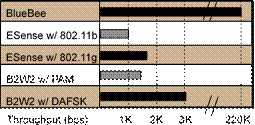 BlueBee
ESense w/ 802.11b
ESense w/ 802.11g
B2W2 w/ PAM
B2W2 w/ DAFSK
Throughput (bps) 1K 2K 3K 220K